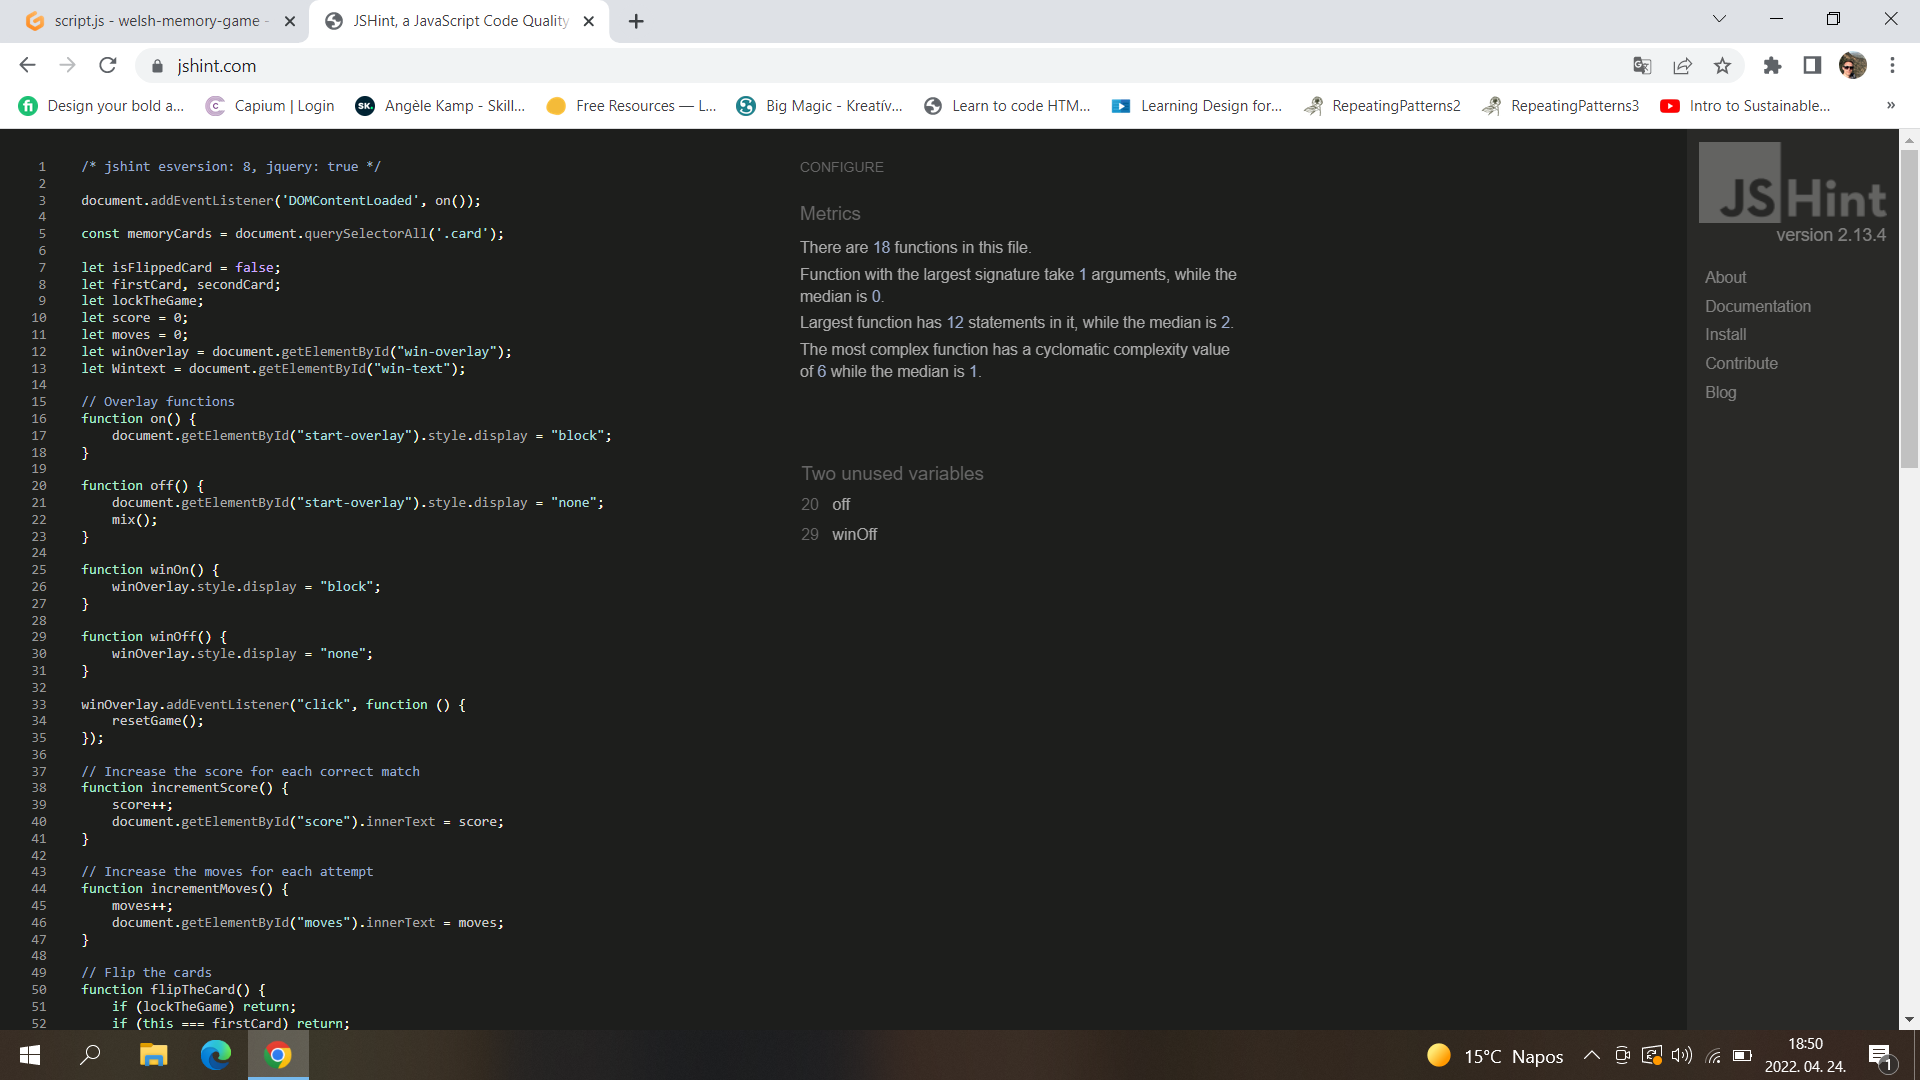 script.js - welsh-memory-game -
JSHint, a JavaScript Code Quality
jshint.com
Design your bold a...
Capium | Login
SK.
Angèle Kamp - Skill...
Free Resources — L...
Big Magic - Kreatív...
Learn to code HTM...
Learning Design for...
RepeatingPatterns2
RepeatingPatterns3
Intro to Sustainable...
»
1 /* jshint esversion: 8, jquery: true */
2
3 document.addEventListener('DOMContentLoaded', on());
4
5 const memoryCards = document.querySelectorAll('.card');
6
7 let isFlippedCard = false;
8 let firstCard, secondCard;
9 let lockTheGame;
10 let score = 0;
11 let moves = 0;
12 let winOverlay = document.getElementById("win-overlay");
13 let Wintext = document.getElementById("win-text");
14
15 // Overlay functions
16 function on() {
17 document.getElementById("start-overlay").style.display = "block";
18 }
19
20 function off() {
21 document.getElementById("start-overlay").style.display = "none";
22 mix();
23 }
24
25 function winOn() {
26 winOverlay.style.display = "block";
27 }
28
29 function winOff() {
30 winOverlay.style.display = "none";
31 }
32
33 winOverlay.addEventListener("click", function () {
34 resetGame();
35 });
36
37 // Increase the score for each correct match
38 function incrementScore() {
39 score++;
40 document.getElementById("score").innerText = score;
41 }
42
43 // Increase the moves for each attempt
44 function incrementMoves() {
45 moves++;
46 document.getElementById("moves").innerText = moves;
47 }
48
49 // Flip the cards
50 function flipTheCard() {
51 if (lockTheGame) return;
52 if (this === firstCard) return;
CONFIGURE
Metrics
There are 18 functions in this file.
Function with the largest signature take 1 arguments, while the
median is 0.
Largest function has 12 statements in it, while the median is 2.
The most complex function has a cyclomatic complexity value
of 6 while the median is 1.
Two unused variables
20 off
29 winOff
JSHint
version 2.13.4
About
Documentation
Install
Contribute
Blog
15°C Napos
18:50
2022. 04. 24.
1